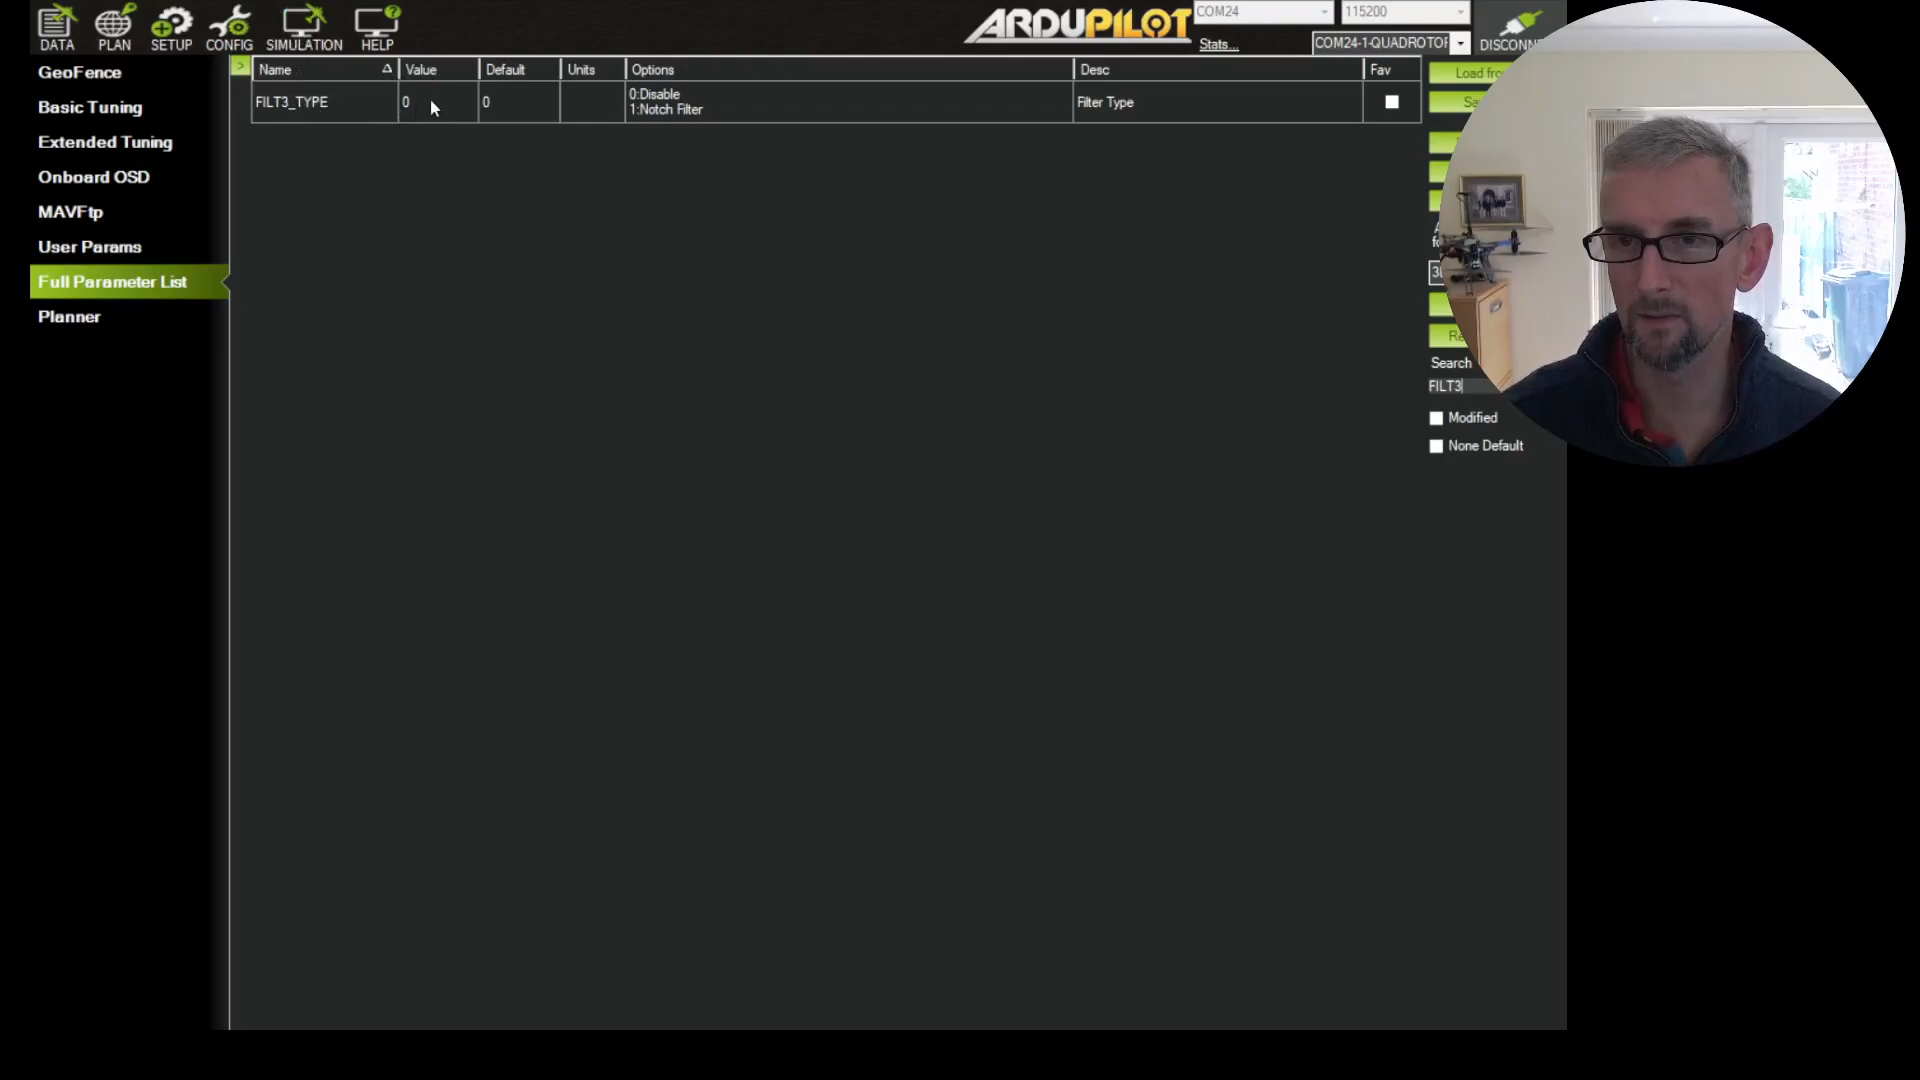 DATA PLAN SETUP CONFIG SIMULATION HELP
ARDUPILOT
COM24 115200
Stats... COM24-1-QUADROTOR
GeoFence
Basic Tuning
Extended Tuning
Onboard OSD
MAVFtp
User Params
Full Parameter List
Planner
>
Name Value Default Units Options Desc Fav
FILT3_TYPE 0 0 0:Disable Filter Type
1:Notch Filter
Load
Search
FILT3
Modified
None Default